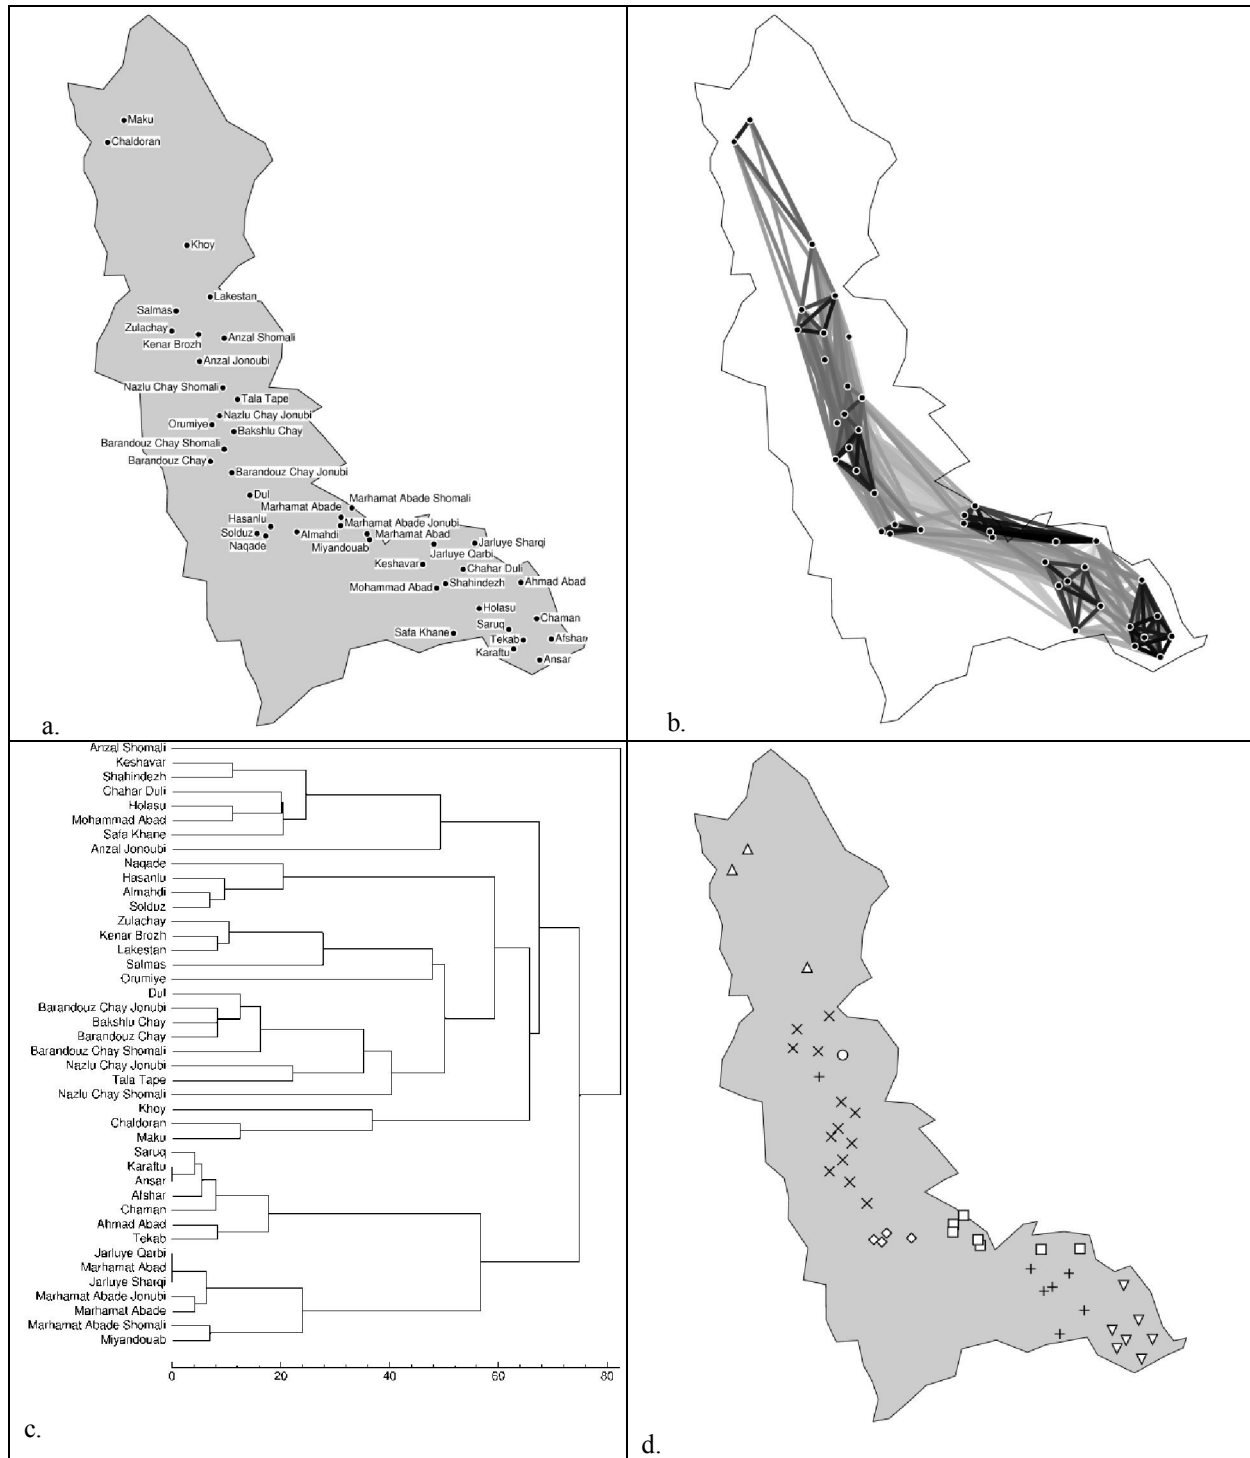 Maku
Chaldoran
Khoy
Lakestan
Salmas
Zulachay
Kenar Brozh
Anzal Shomali
Anzal Jonoubi
Nazlu Chay Shomali
Tala Tape
Nazlu Chay Jonubi
Orumiye
Bakshlu Chay
Barandouz Chay Shomali
Barandouz Chay
Barandouz Chay Jonubi
Dul
Marhamat Abade Shomali
Marhamat Abade
Hasanlu
Marhamat Abade Jonubi
Solduz
Almahdi
Marhamat Abad
Naqade
Miyandouab
Jarluye Sharqi
Jarluye Qarbi
Keshavar
Chahar Duli
Mohammad Abad
Shahindezh
Ahmad Abad
Holasu
Chaman
Saruq
Safa Khane
Tekab
Afshar
Karaftu
Ansar
a.
b.
Anzal Shomali
Keshavar
Shahindezh
Chahar Duli
Holasu
Mohammad Abad
Safa Khane
Anzal Jonoubi
Naqade
Hasanlu
Almahdi
Solduz
Zulachay
Kenar Brozh
Lakestan
Salmas
Orumiye
Dul
Barandouz Chay Jonubi
Bakshlu Chay
Barandouz Chay
Barandouz Chay Shomali
Nazlu Chay Jonubi
Tala Tape
Nazlu Chay Shomali
Khoy
Chaldoran
Maku
Saruq
Karaftu
Ansar
Afshar
Chaman
Ahmad Abad
Tekab
Jarluye Qarbi
Marhamat Abad
Jarluye Sharqi
Marhamat Abade Jonubi
Marhamat Abade
Marhamat Abade Shomali
Miyandouab
0 20 40 60 80
c.
d.